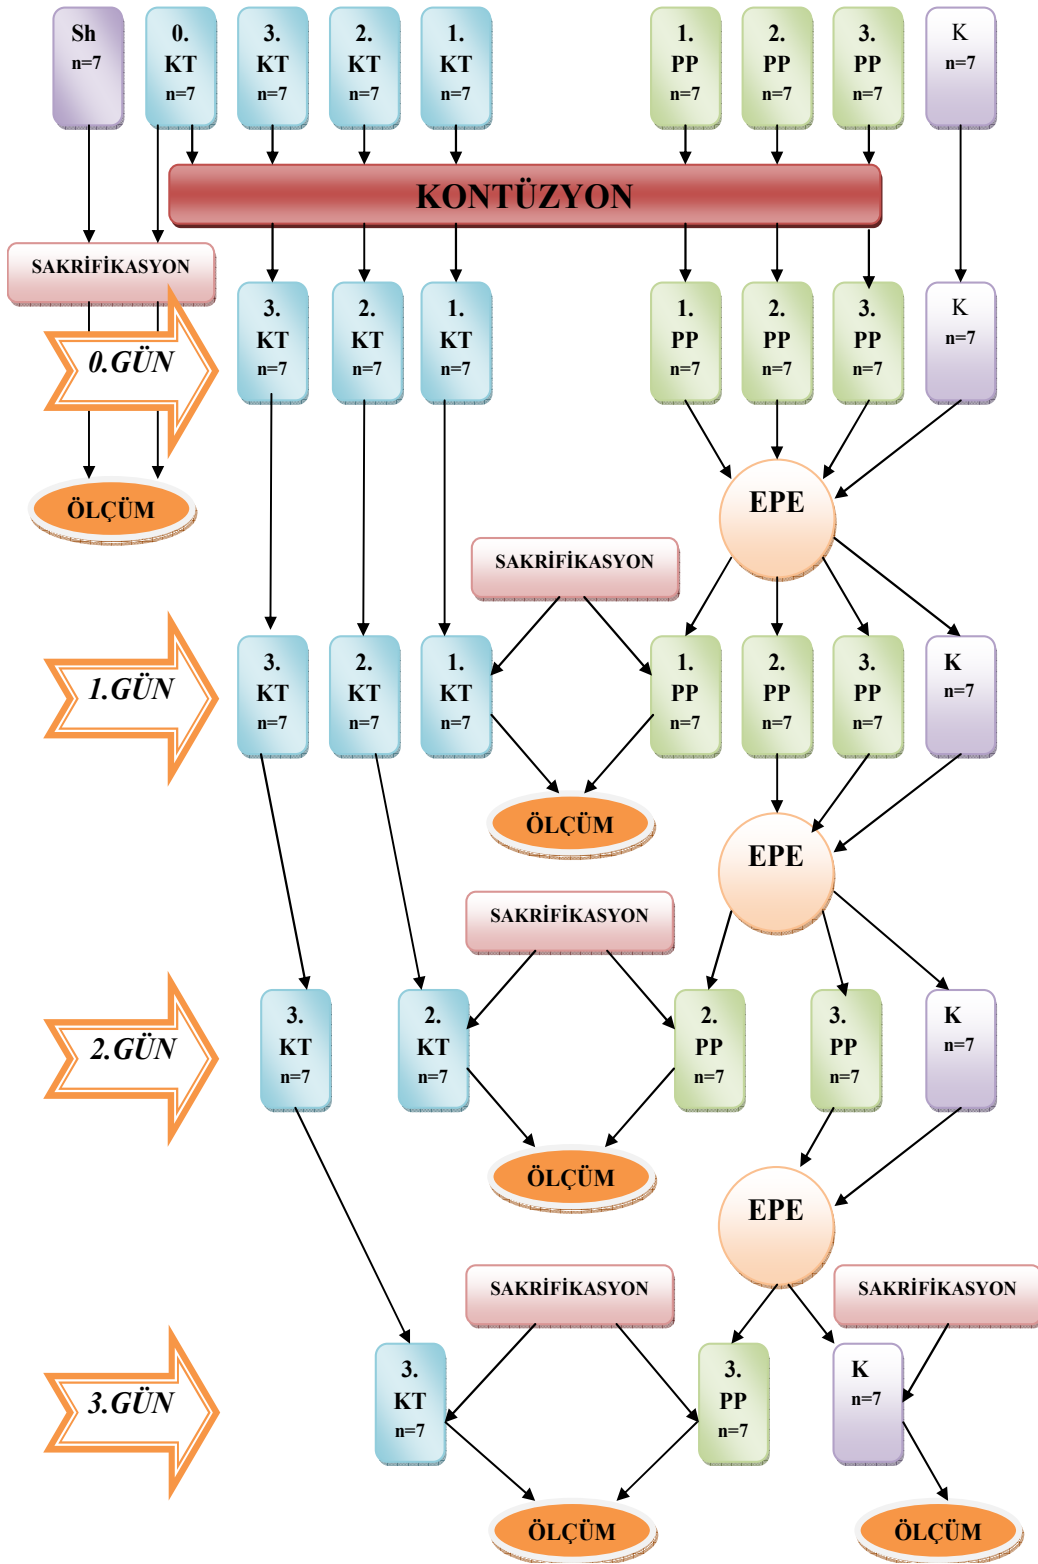 Sh
n=7
0.
KT
n=7
3.
KT
n=7
2.
KT
n=7
1.
KT
n=7
1.
PP
n=7
2.
PP
n=7
3.
PP
n=7
K
n=7
KONTÜZYON
SAKRİFİKASYON
0.GÜN
3.
KT
n=7
2.
KT
n=7
1.
KT
n=7
1.
PP
n=7
2.
PP
n=7
3.
PP
n=7
K
n=7
ÖLÇÜM
EPE
SAKRİFİKASYON
1.GÜN
3.
KT
n=7
2.
KT
n=7
1.
KT
n=7
1.
PP
n=7
2.
PP
n=7
3.
PP
n=7
K
n=7
ÖLÇÜM
EPE
SAKRİFİKASYON
2.GÜN
3.
KT
n=7
2.
KT
n=7
2.
PP
n=7
3.
PP
n=7
K
n=7
ÖLÇÜM
EPE
SAKRİFİKASYON
SAKRİFİKASYON
3.GÜN
3.
KT
n=7
3.
PP
n=7
K
n=7
ÖLÇÜM
ÖLÇÜM